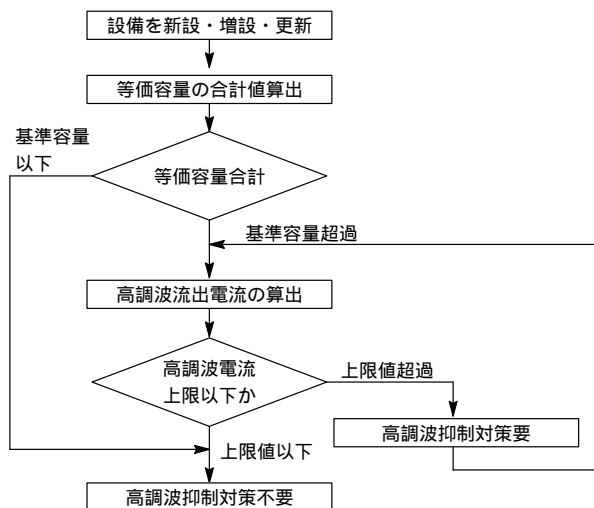 設備を新設・増設・更新
等価容量の合計値算出
基準容量
以下
等価容量合計
基準容量超過
高調波流出電流の算出
高調波電流
上限以下か
上限値超過
高調波抑制対策要
上限値以下
高調波抑制対策不要